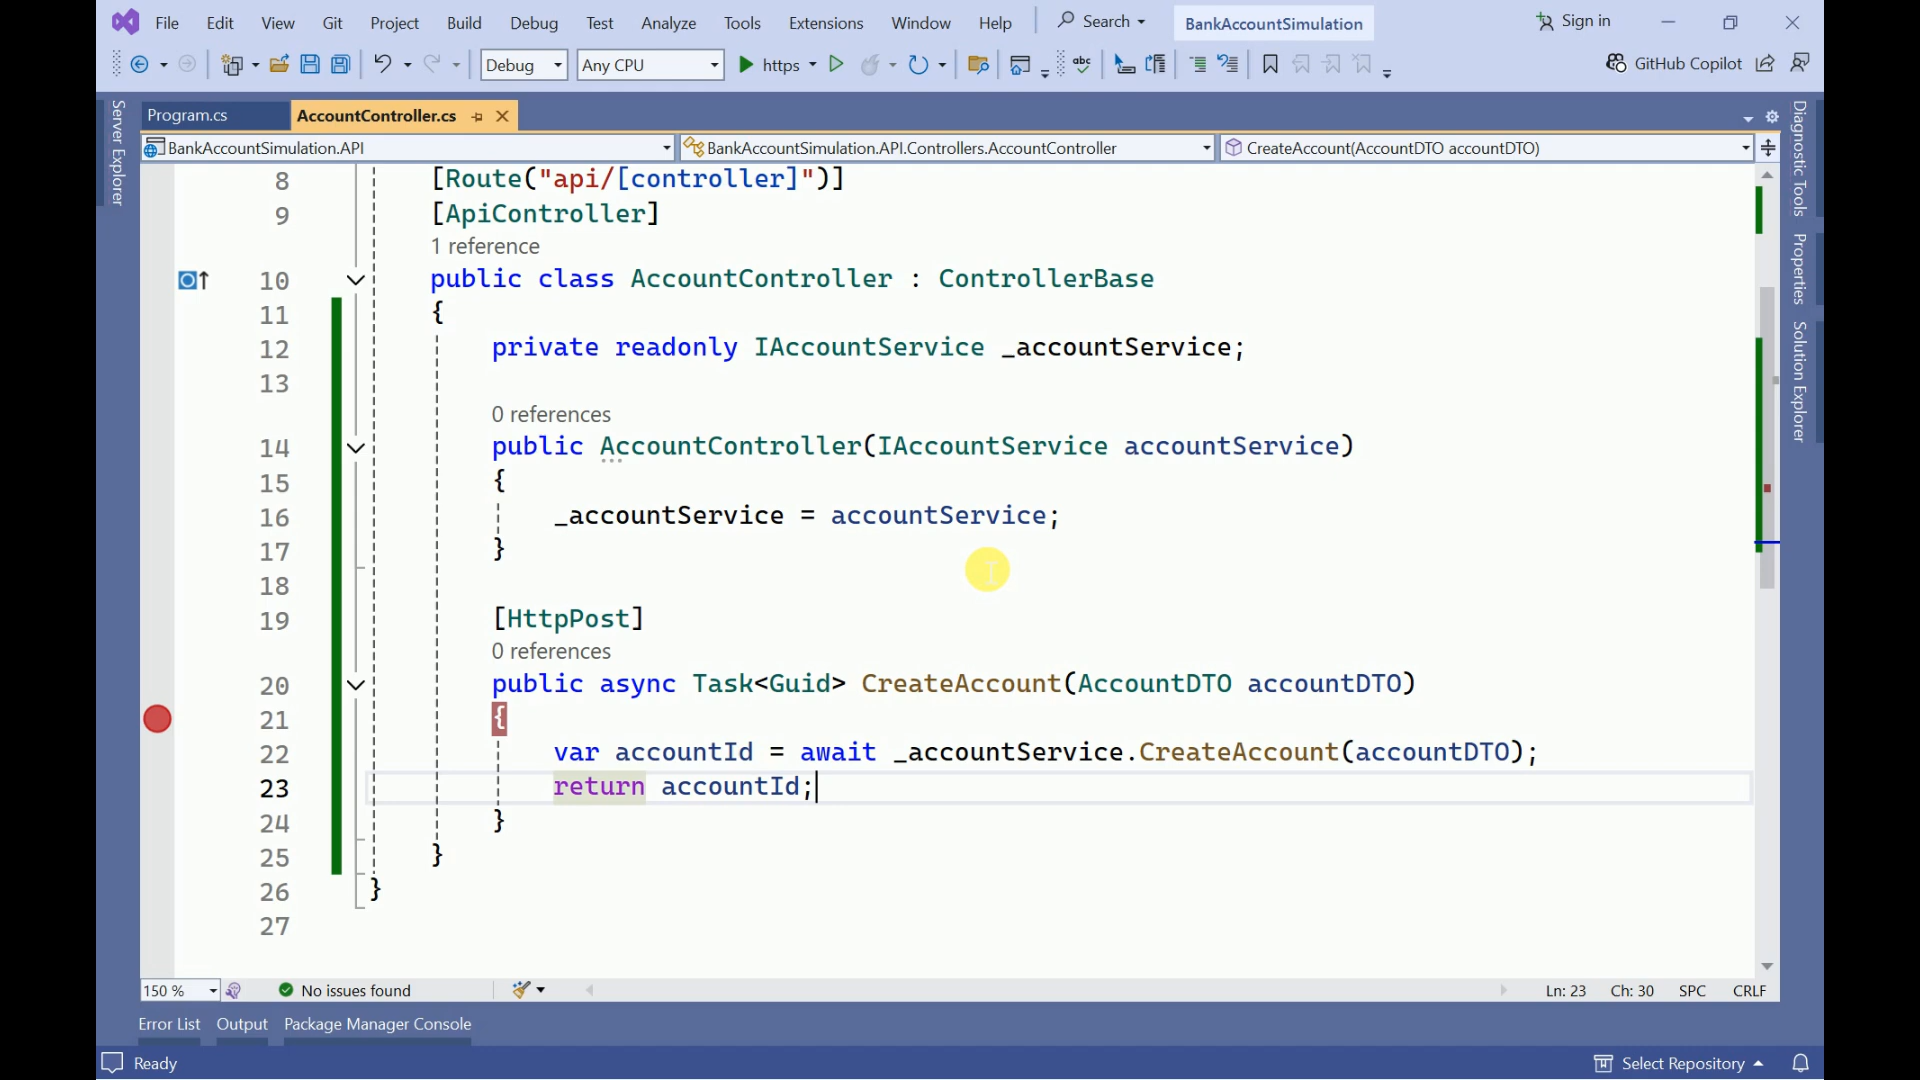 File Edit View Git Project Build Debug Test Analyze Tools Extensions Window Help Search BankAccountSimulation Sign in
Debug Any CPU https abc GitHub Copilot
Server Explorer
Program.cs AccountController.cs
BankAccountSimulation.API BankAccountSimulation.API.Controllers.AccountController CreateAccount(AccountDTO accountDTO)
8 [Route("api/[controller]")]
9 [ApiController]
1 reference
10 public class AccountController : ControllerBase
11 {
12 private readonly IAccountService _accountService;
13
0 references
14 public AccountController(IAccountService accountService)
15 {
16 _accountService = accountService;
17 }
18
19 [HttpPost]
0 references
20 public async Task<Guid> CreateAccount(AccountDTO accountDTO)
21 {
22 var accountId = await _accountService.CreateAccount(accountDTO);
23 return accountId;
24 }
25 }
26 }
27
Diagnostic Tools
Properties
Solution Explorer
150 % No issues found Ln: 23 Ch: 30 SPC CRLF
Error List Output Package Manager Console
Ready Select Repository